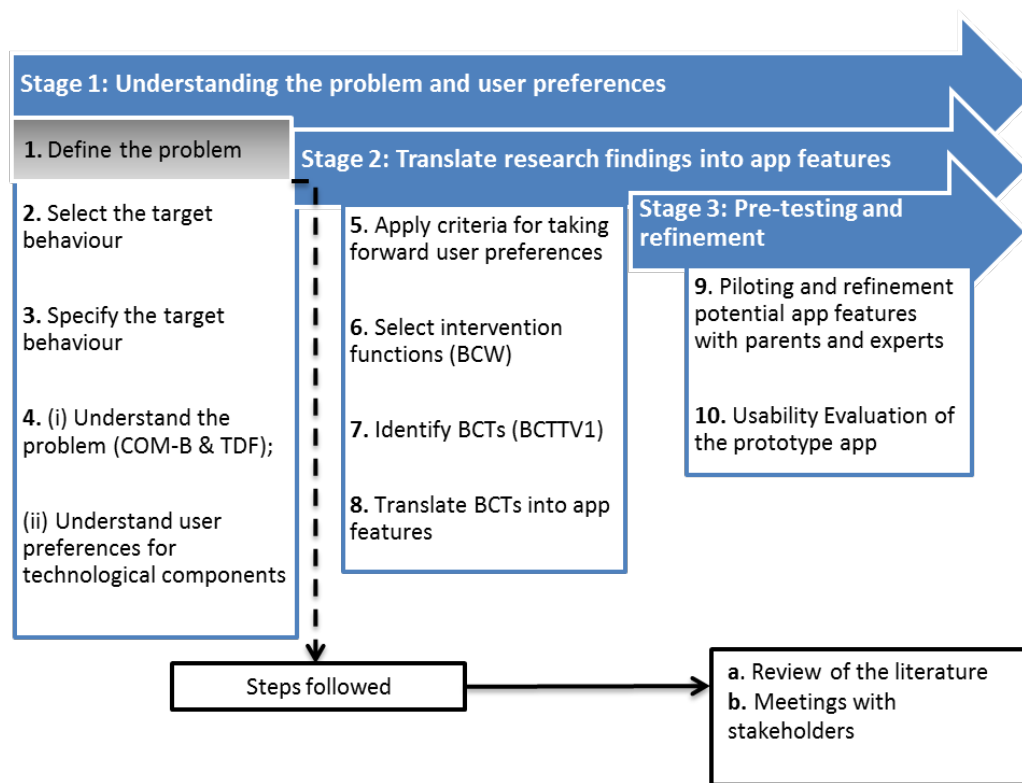 Stage 1: Understanding the problem and user preferences
1. Define the problem
2. Select the target
behaviour
3. Specify the target
behaviour
4. (i) Understand the
problem (COM-B & TDF);
(ii) Understand user
preferences for
technological components
Stage 2: Translate research findings into app features
5. Apply criteria for taking
forward user preferences
6. Select intervention
functions (BCW)
7. Identify BCTs (BCTTV1)
8. Translate BCTs into app
features
Stage 3: Pre-testing and
refinement
9. Piloting and refinement
potential app features
with parents and experts
10. Usability Evaluation of
the prototype app
Steps followed
a. Review of the literature
b. Meetings with
stakeholders